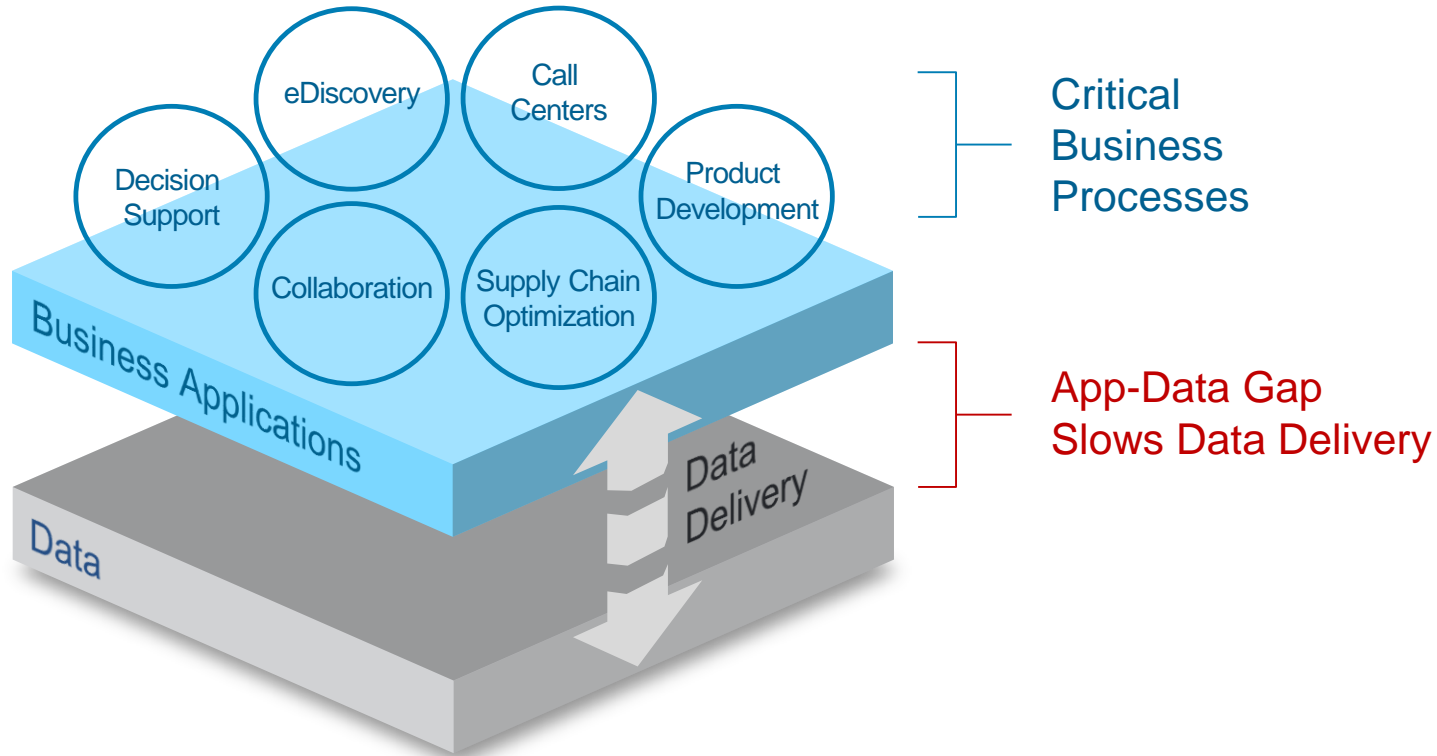 eDiscovery
Call
Centers
Decision
Support
Product
Development
Collaboration
Supply Chain
Optimization
Critical
Business
Processes
Business Applications
App-Data Gap
Slows Data Delivery
Data
Delivery
Data